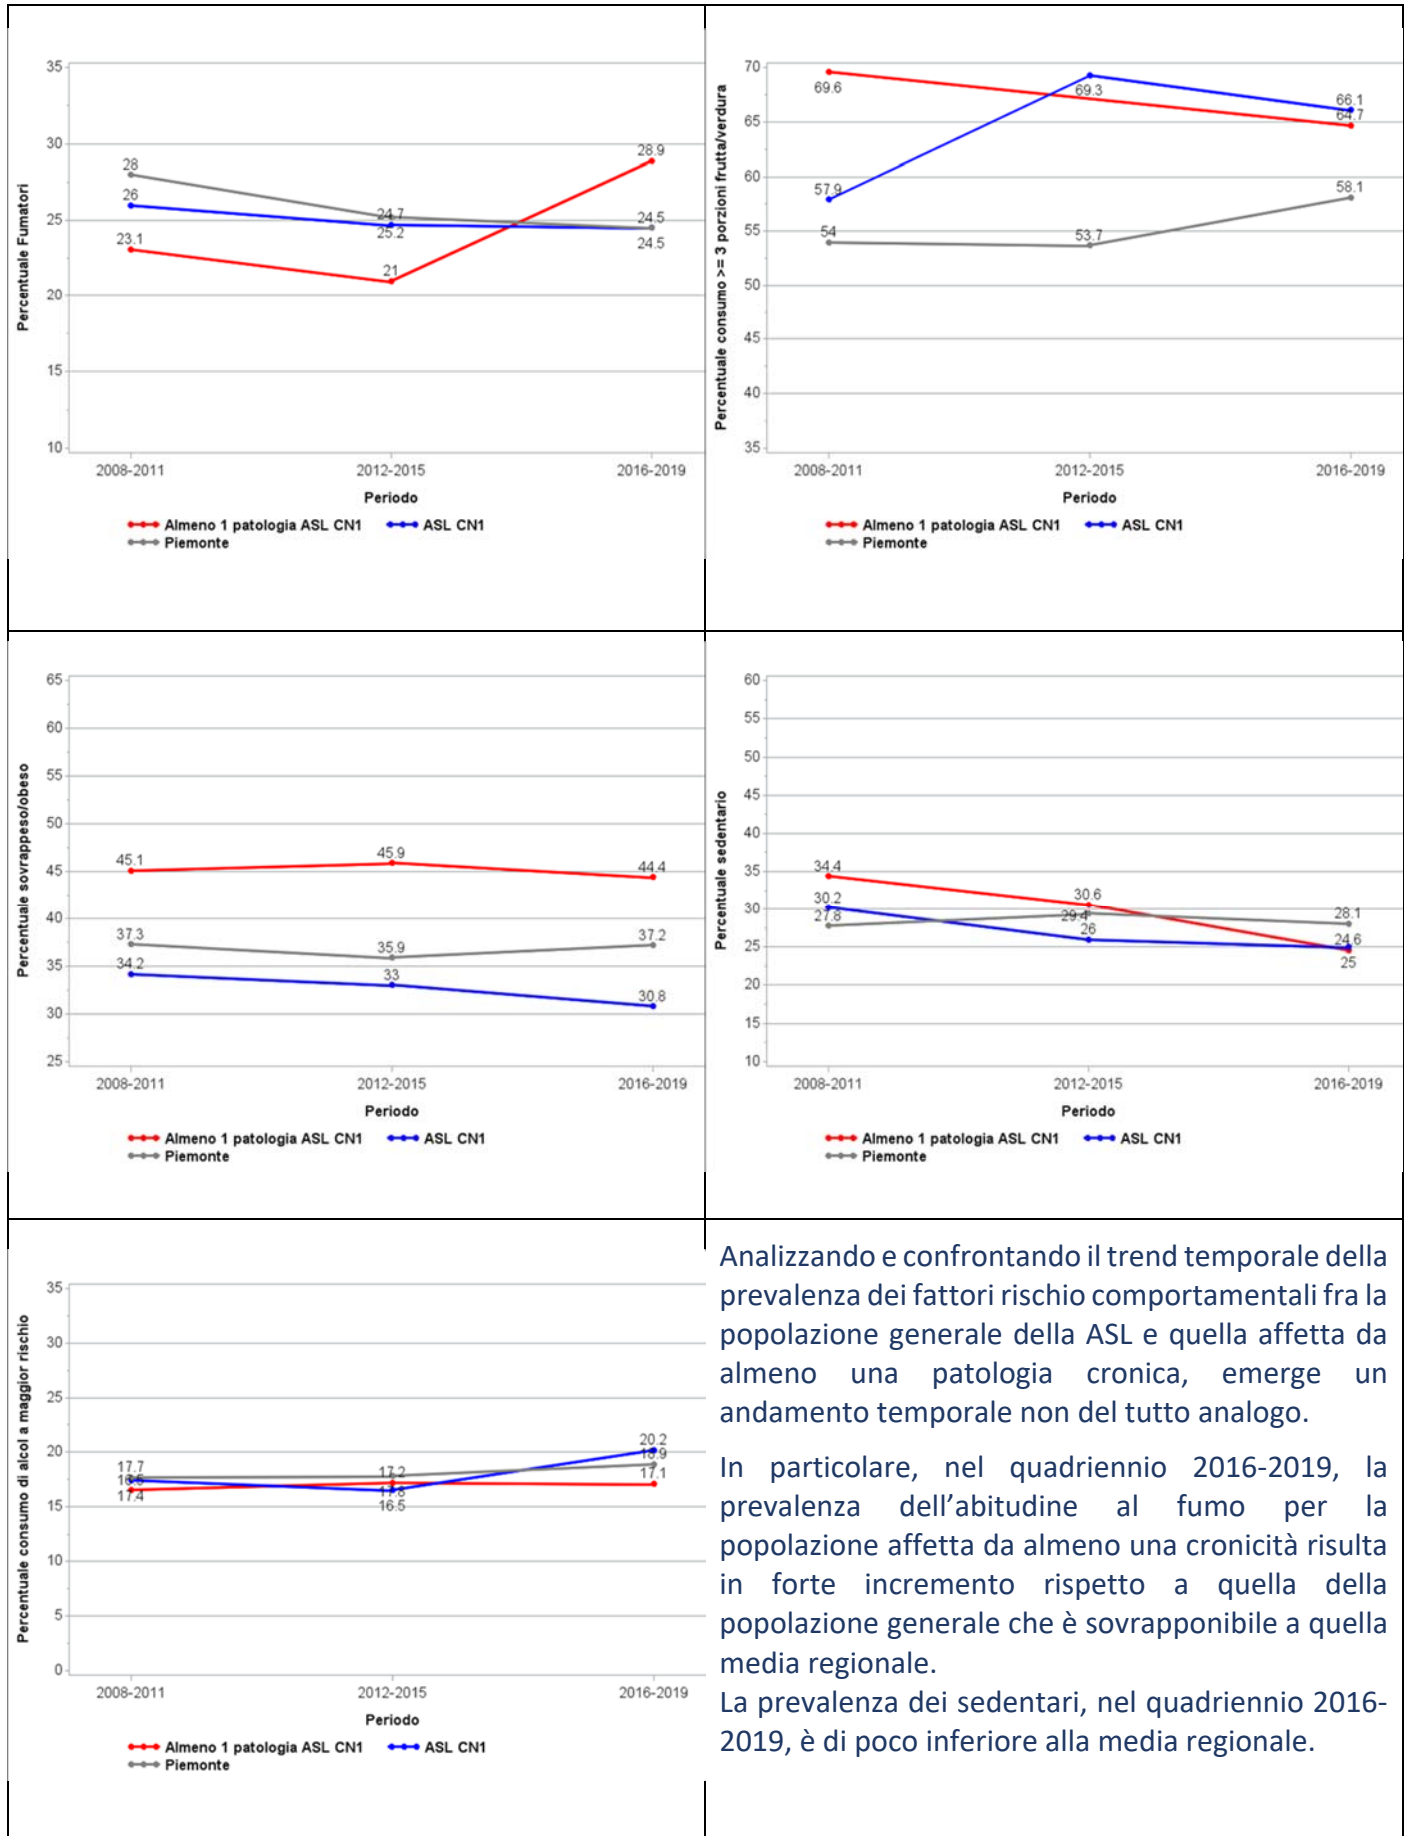 35
30
25
20
15
10
Percentuale Fumatori
28
26
23.1
24.7
25.2
21
28.9
24.5
24.5
2008-2011 2012-2015 2016-2019
Periodo
Almeno 1 patologia ASL CN1 ASL CN1
Piemonte
70
65
60
55
50
45
40
35
Percentuale consumo >= 3 porzioni frutta/verdura
69.6
57.9
54
69.3
53.7
66.1
64.7
58.1
2008-2011 2012-2015 2016-2019
Periodo
Almeno 1 patologia ASL CN1 ASL CN1
Piemonte
65
60
55
50
45
40
35
30
25
Percentuale sovrappeso/obeso
45.1
37.3
34.2
45.9
35.9
33
44.4
37.2
30.8
2008-2011 2012-2015 2016-2019
Periodo
Almeno 1 patologia ASL CN1 ASL CN1
Piemonte
60
55
50
45
40
35
30
25
20
15
10
Percentuale sedentario
34.4
30.2
27.8
30.6
29.4
26
28.1
24.6
25
2008-2011 2012-2015 2016-2019
Periodo
Almeno 1 patologia ASL CN1 ASL CN1
Piemonte
35
30
25
20
15
10
5
0
Percentuale consumo di alcol a maggior rischio
17.7
16.5
17.4
17.2
17.8
16.5
20.2
18.9
17.1
2008-2011 2012-2015 2016-2019
Periodo
Almeno 1 patologia ASL CN1 ASL CN1
Piemonte
Analizzando e confrontando il trend temporale della
prevalenza dei fattori rischio comportamentali fra la
popolazione generale della ASL e quella affetta da
almeno una patologia cronica, emerge un
andamento temporale non del tutto analogo.
In particolare, nel quadriennio 2016-2019, la
prevalenza dell’abitudine al fumo per la
popolazione affetta da almeno una cronicità risulta
in forte incremento rispetto a quella della
popolazione generale che è sovrapponibile a quella
media regionale.
La prevalenza dei sedentari, nel quadriennio 2016-
2019, è di poco inferiore alla media regionale.